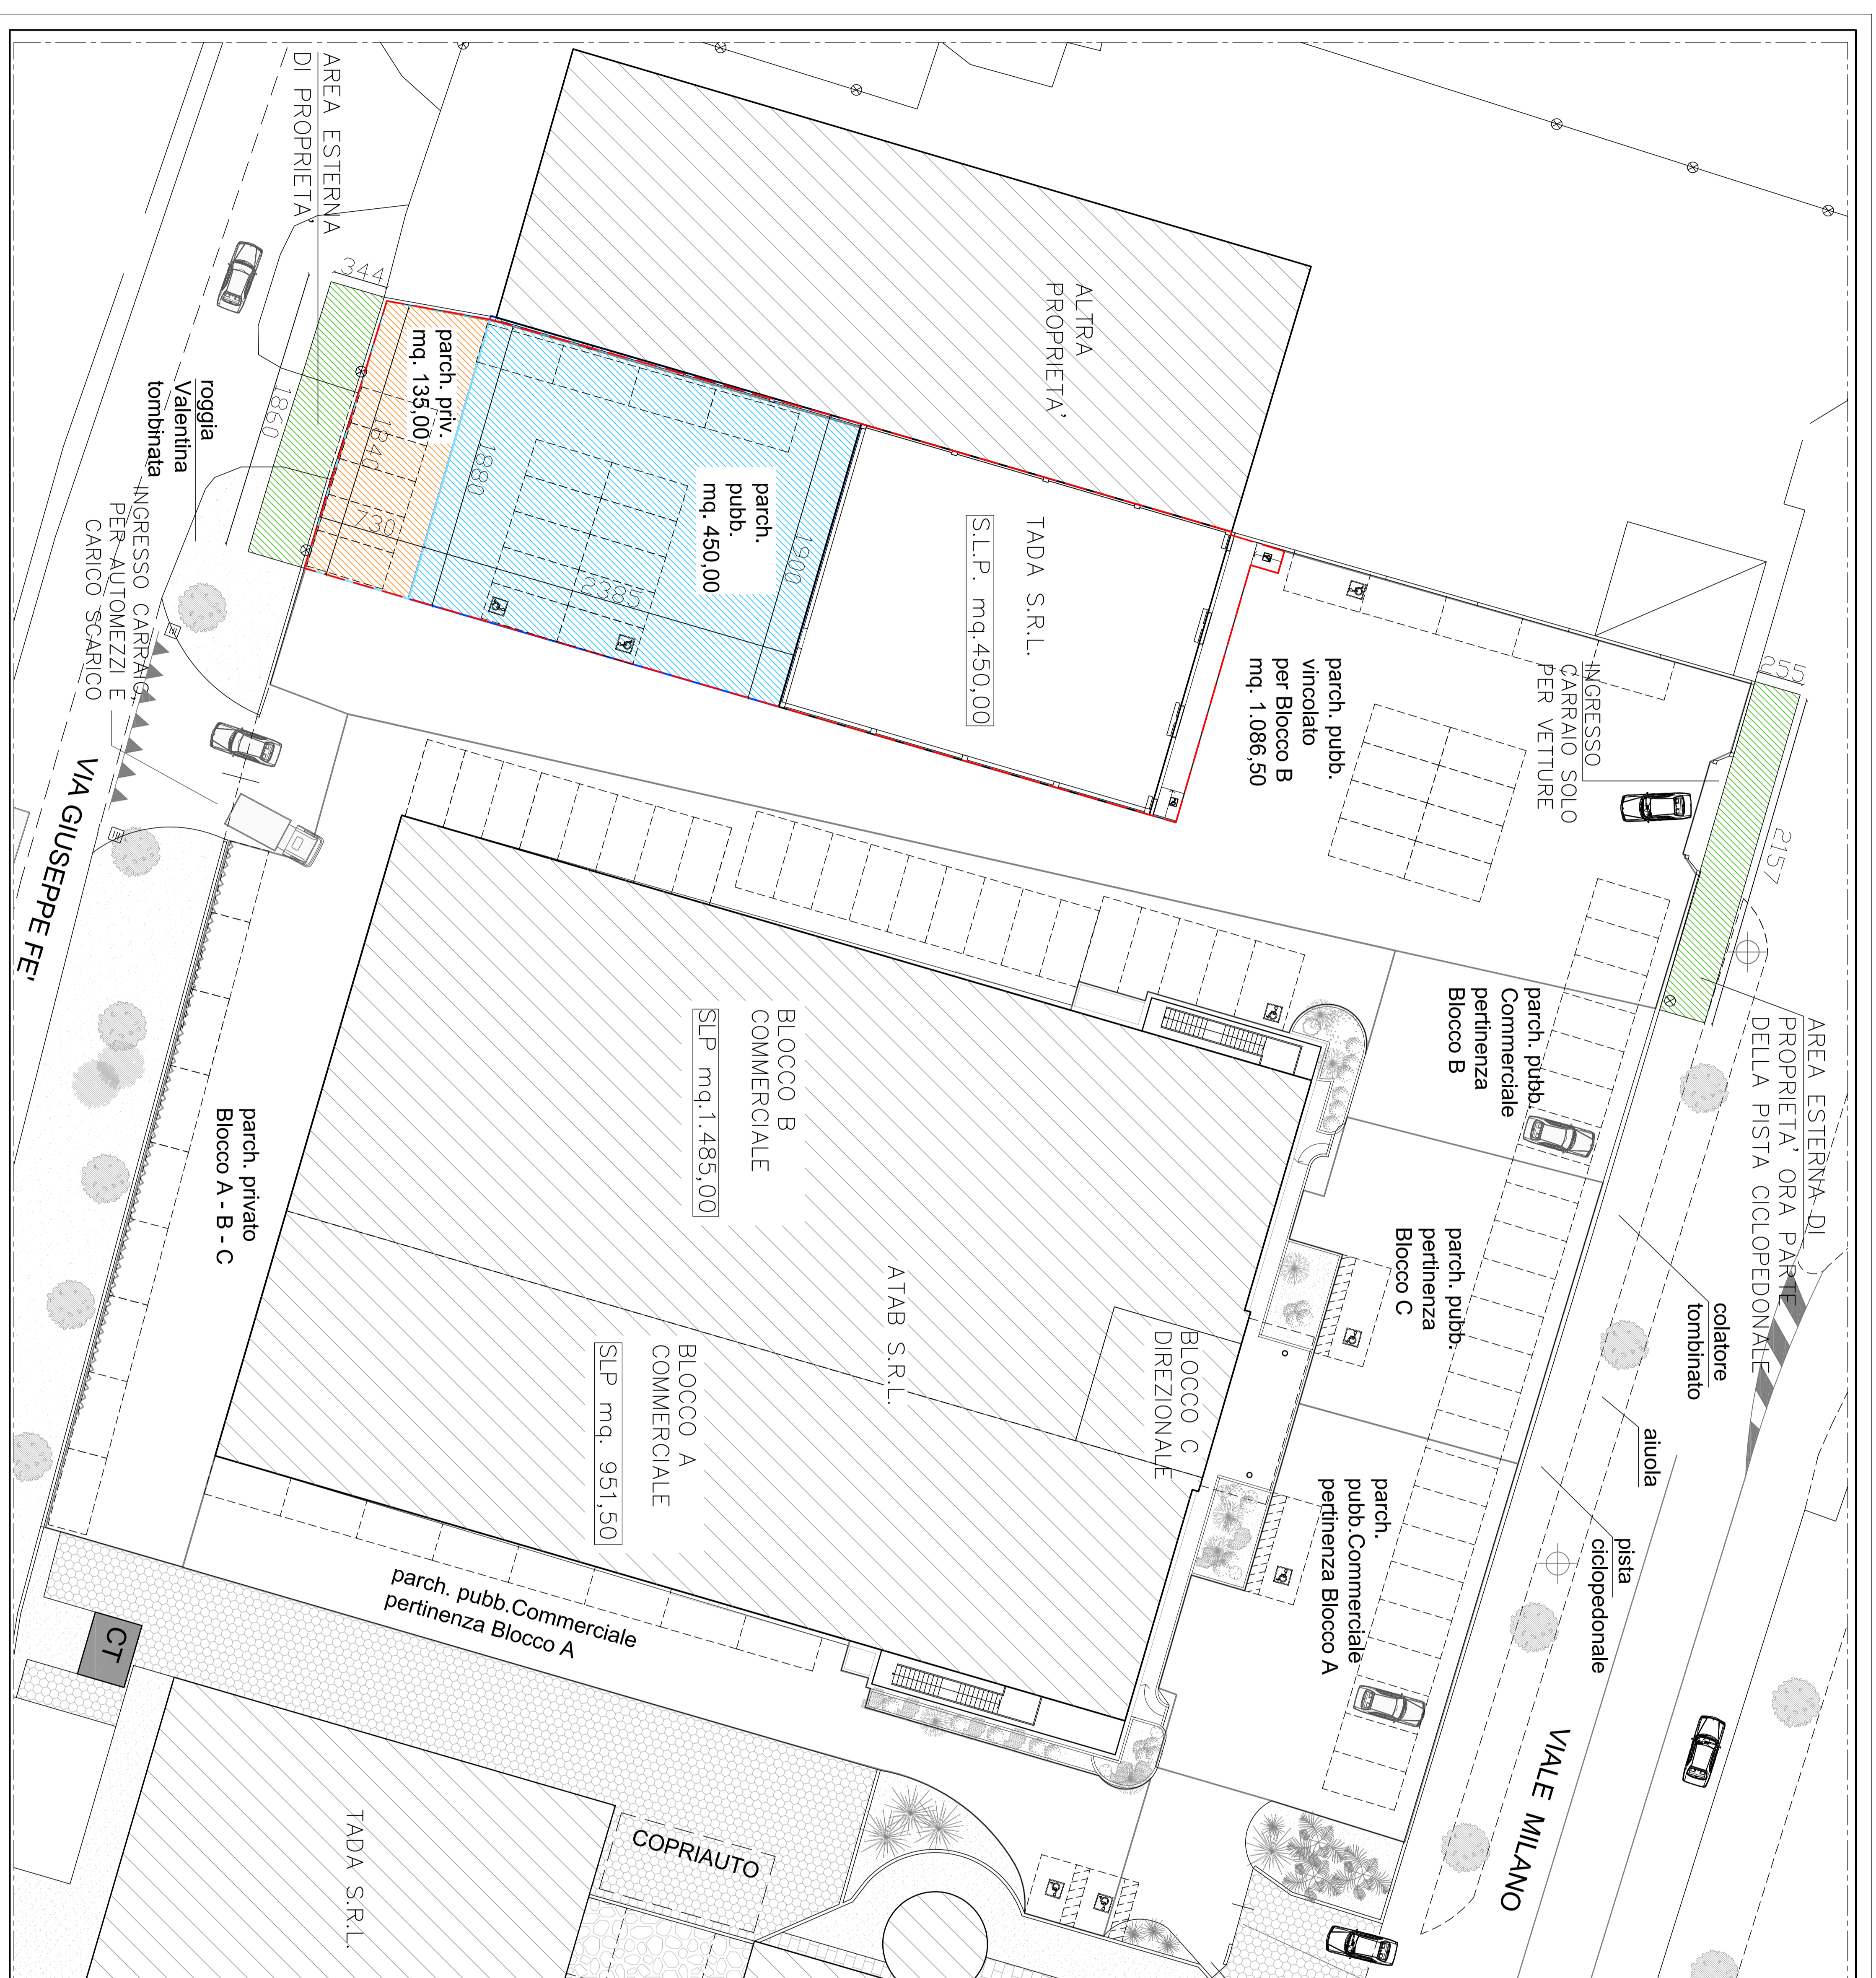 AREA ESTERNA DI
PROPRIETA' ORA PARTE
DELLA PISTA CICLOPEDONALE
colatore
tombinato
aiuola
pista
ciclopedonale
VIALE MILANO
255
2157
INGRESSO
CARRAIO SOLO
PER VETTURE
parch. pubb.
Commerciale
pertinenza
Blocco B
parch. pubb.
pertinenza
Blocco C
parch.
pubb.Commerciale
pertinenza Blocco A
parch. pubb.
vincolato
per Blocco B
mq. 1.086,50
ALTRA
PROPRIETA'
TADA S.R.L.
S.L.P. mq.450,00
BLOCCO C
DIREZIONALE
ATAB S.R.L.
BLOCCO B
COMMERCIALE
SLP mq.1.485,00
BLOCCO A
COMMERCIALE
SLP mq. 951,50
parch.
pubb.
mq. 450,00
1900
2385
1880
parch. priv.
mq. 135,00
1840
730
344
1860
AREA ESTERNA
DI PROPRIETA'
roggia
Valentina
tombinata
INGRESSO CARRAIO
PER AUTOMEZZI E
CARICO SCARICO
VIA GIUSEPPE FE'
parch. privato
Blocco A - B - C
parch. pubb.Commerciale
pertinenza Blocco A
COPRIAUTO
CT
TADA S.R.L.